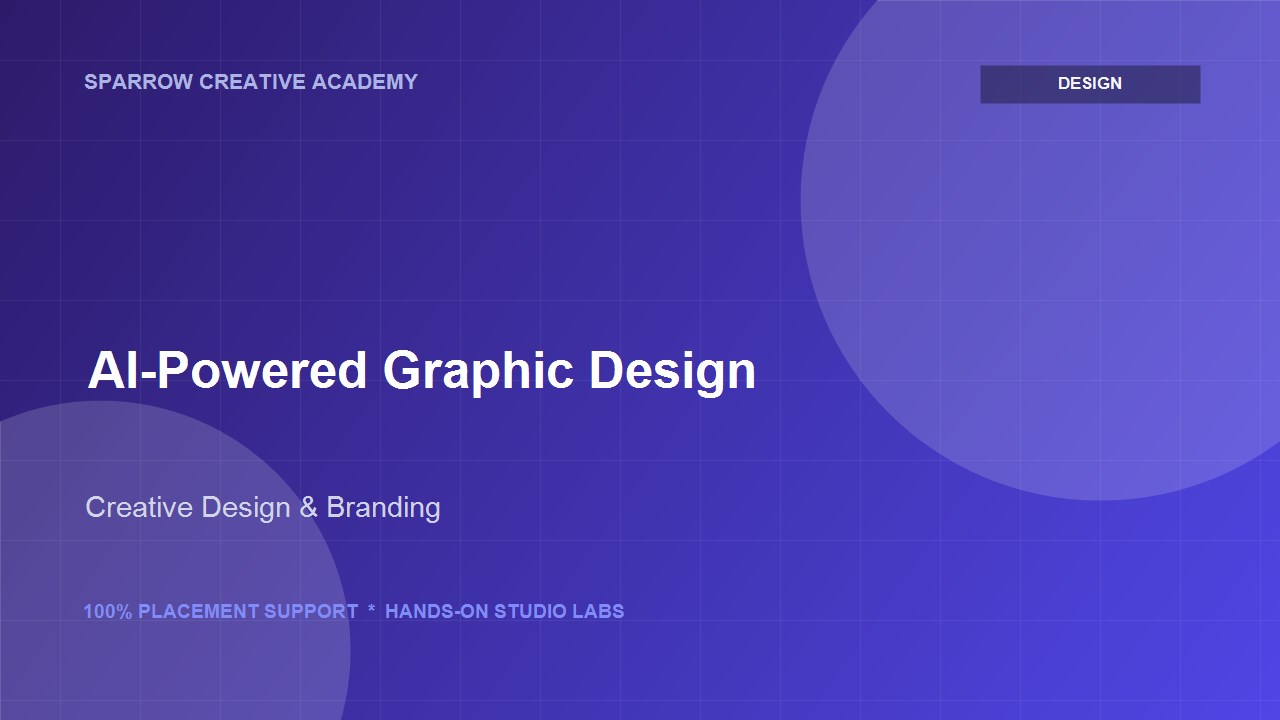 SPARROW CREATIVE ACADEMY
DESIGN
AI-Powered Graphic Design
Creative Design & Branding
100% PLACEMENT SUPPORT * HANDS-ON STUDIO LABS